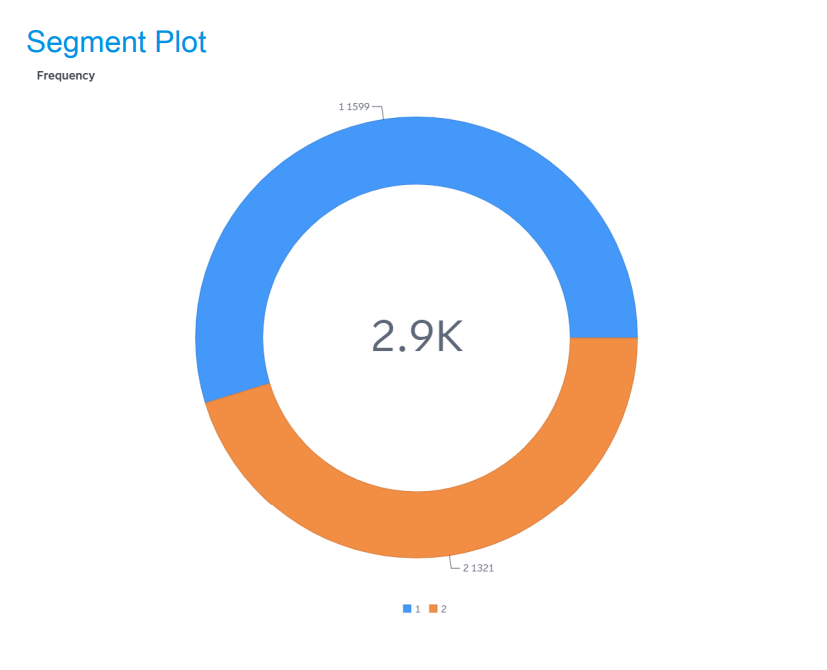 Segment Plot
Frequency
1 1599
2.9K
2 1321
1 2